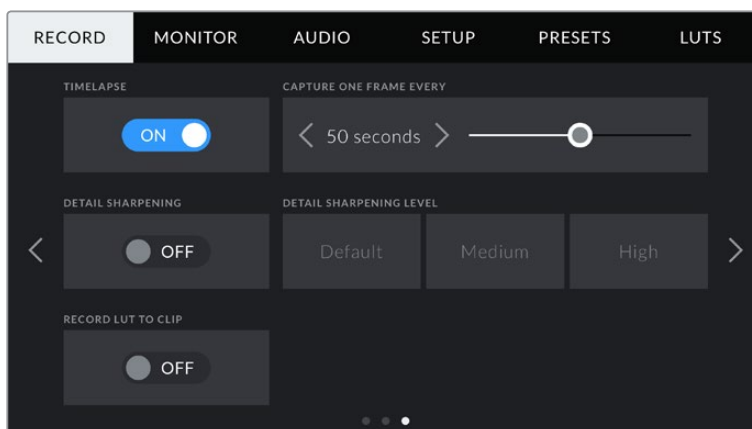 RECORD MONITOR AUDIO SETUP PRESETS LUTS
TIMELAPSE CAPTURE ONE FRAME EVERY
ON 50 seconds
DETAIL SHARPENING DETAIL SHARPENING LEVEL
OFF Default Medium High
RECORD LUT TO CLIP
OFF